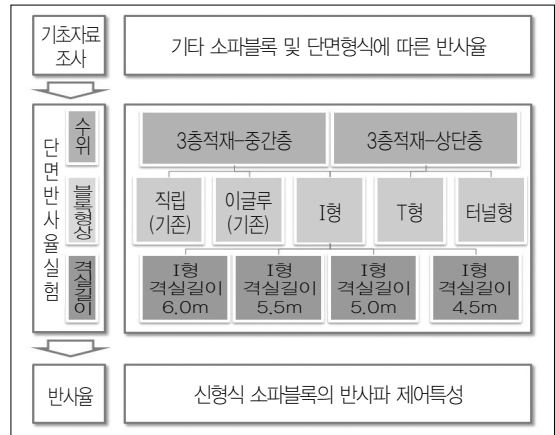 기초자료
조사
기타 소파블록 및 단면형식에 따른 반사율
단면반사율실험
수위
3층적재-중간층
3층적재-상단층
블록형상
직립
(기존)
이글루
(기존)
I형
T형
터널형
격실길이
I형
격실길이
6.0m
I형
격실길이
5.5m
I형
격실길이
5.0m
I형
격실길이
4.5m
반사율
신형식 소파블록의 반사파 제어특성